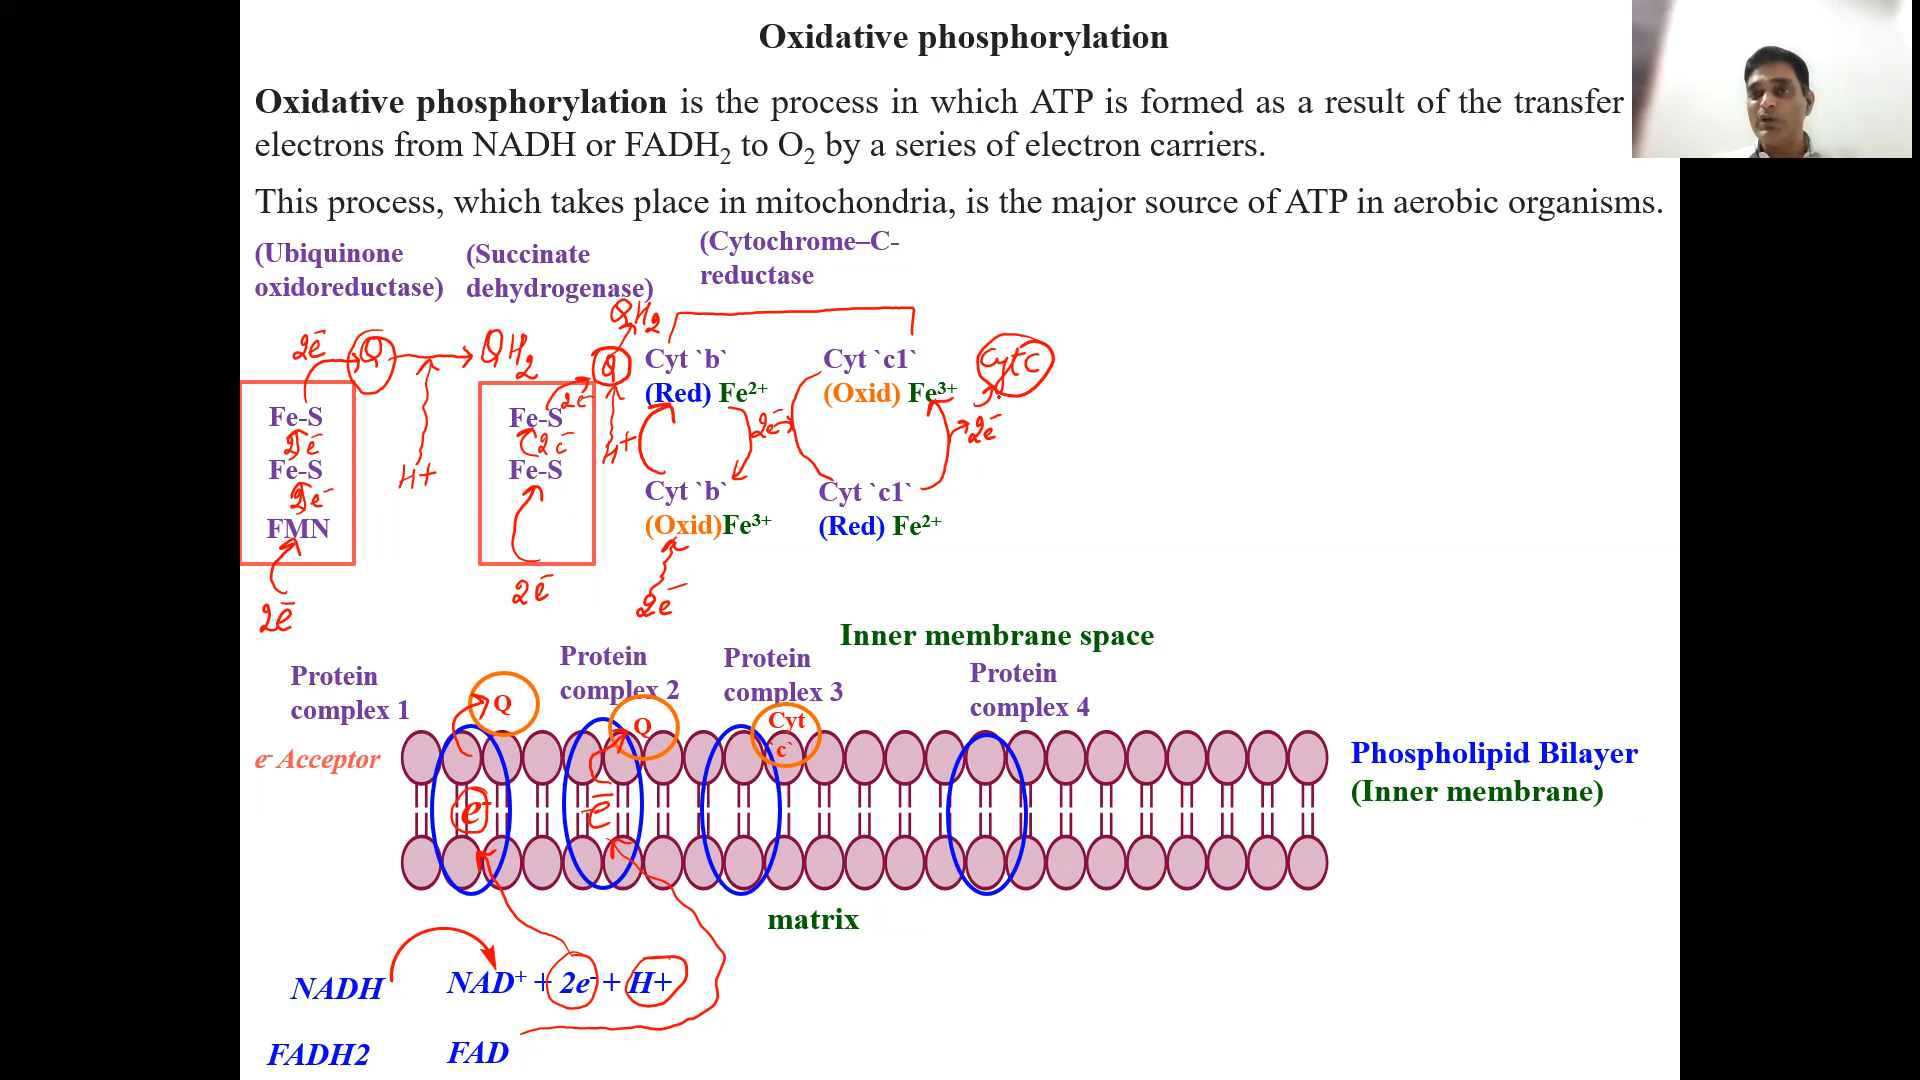 Oxidative phosphorylation
Oxidative phosphorylation is the process in which ATP is formed as a result of the transfer
electrons from NADH or FADH₂ to O₂ by a series of electron carriers.
This process, which takes place in mitochondria, is the major source of ATP in aerobic organisms.
(Ubiquinone
oxidoreductase)
(Succinate
dehydrogenase)
(Cytochrome–C-
reductase
2e⁻
Q
QH₂
Fe-S
2e⁻
Fe-S
2e⁻
FMN
2e⁻
H+
QH₂
Q
2e⁻
Fe-S
2e⁻
Fe-S
2e⁻
H+
Cyt `b`
(Red) Fe²⁺
2e⁻
Cyt `b`
(Oxid)Fe³⁺
2e⁻
Cyt `c1`
(Oxid) Fe³⁺
Cyt `c1`
(Red) Fe²⁺
Cyt C
2e⁻
Inner membrane space
Protein
complex 1
Q
Protein
complex 2
Q
Protein
complex 3
Cyt
`c`
Protein
complex 4
e⁻ Acceptor
e⁻
e⁻
Phospholipid Bilayer
(Inner membrane)
matrix
NADH
NAD⁺ + 2e⁻ + H+
FADH2
FAD